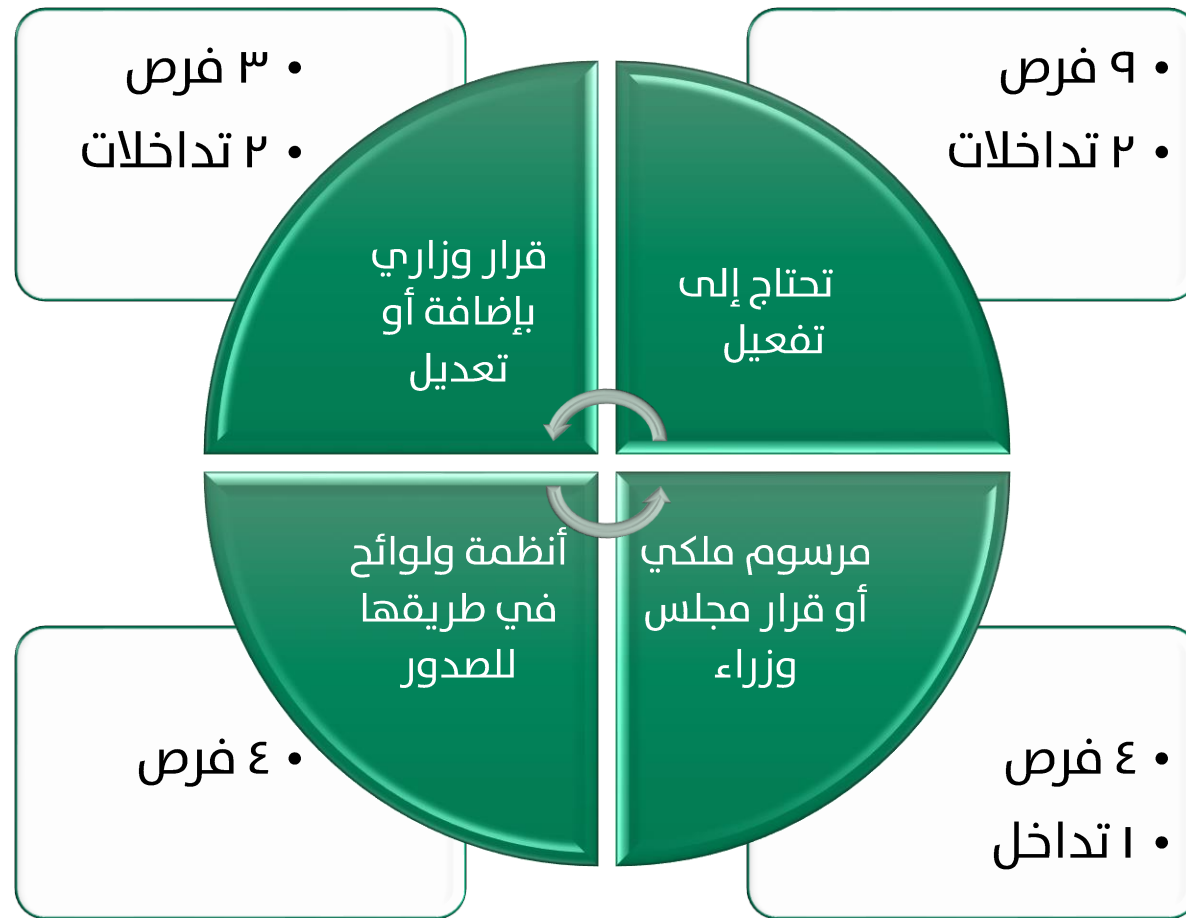 • ٩ فرص
• ٢ تداخلات
تحتاج إلى
تفعيل
• ٣ فرص
• ٢ تداخلات
قرار وزاري
بإضافة أو
تعديل
مرسوم ملكي
أو قرار مجلس
وزراء
• ٤ فرص
• ١ تداخل
أنظمة ولوائح
في طريقها
للصدور
• ٤ فرص